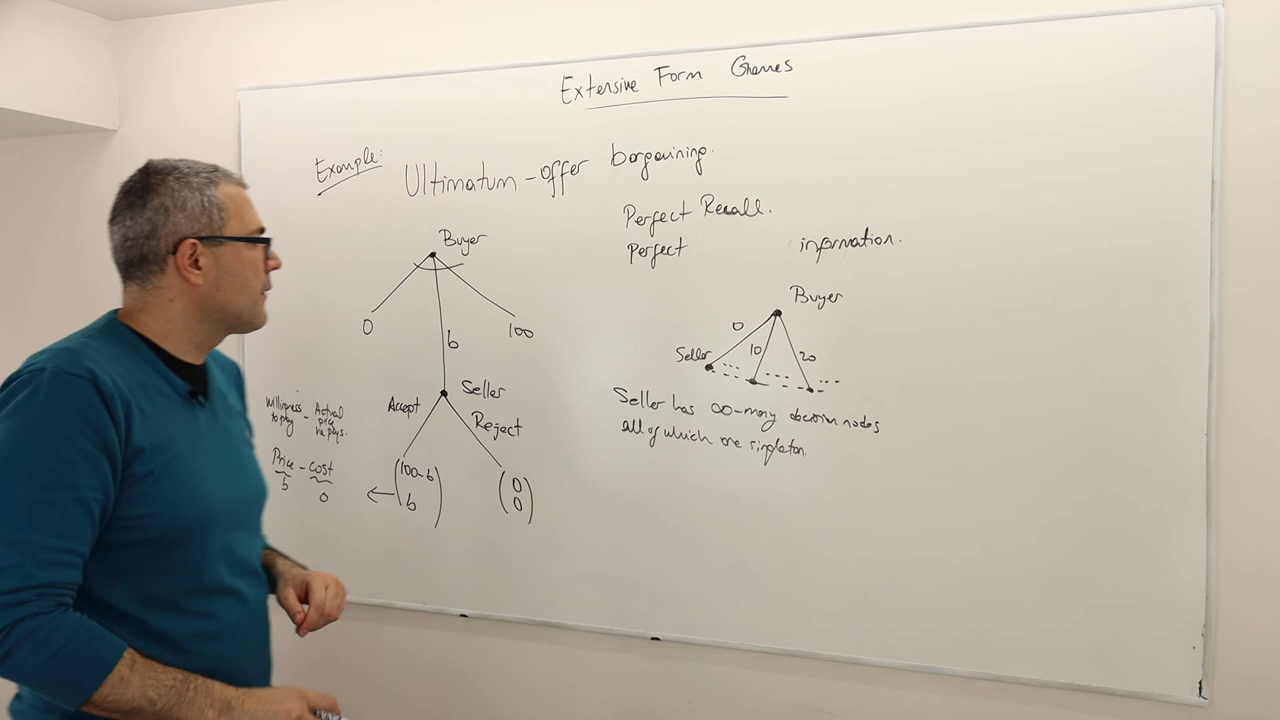 Extensive Form Games
Example: Ultimatum-offer bargaining.
Perfect Recall.
Perfect information.
Buyer
0
b
100
Seller
Accept
Reject
(100-b
b)
(0
0)
Willingness to pay - Actual price he pays.
Price - cost
b 0
Buyer
0
10
20
Seller
Seller has ∞-many decision nodes
all of which are singleton.